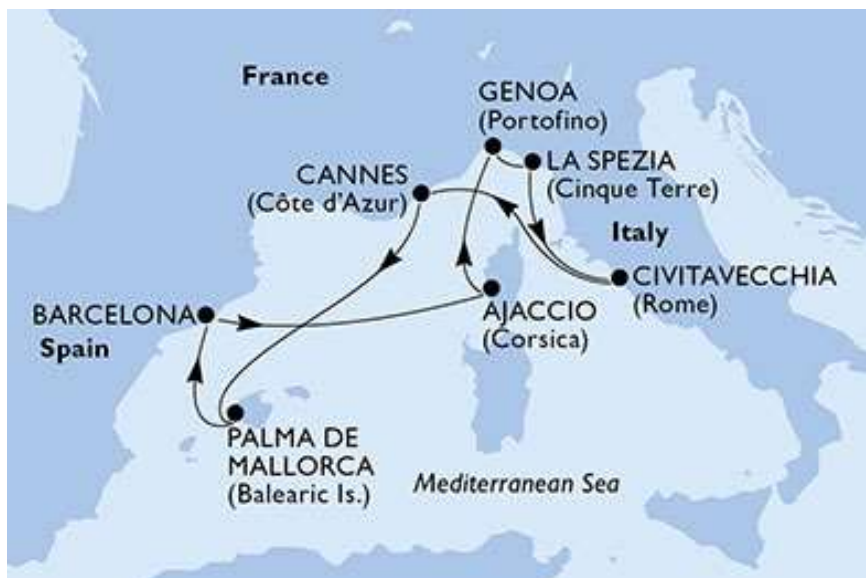 France
GENOA
(Portofino)
CANNES
(Côte d'Azur)
LA SPEZIA
(Cinque Terre)
Italy
CIVITAVECCHIA
(Rome)
BARCELONA
Spain
AJACCIO
(Corsica)
PALMA DE
MALLORCA
(Balearic Is.)
Mediterranean Sea